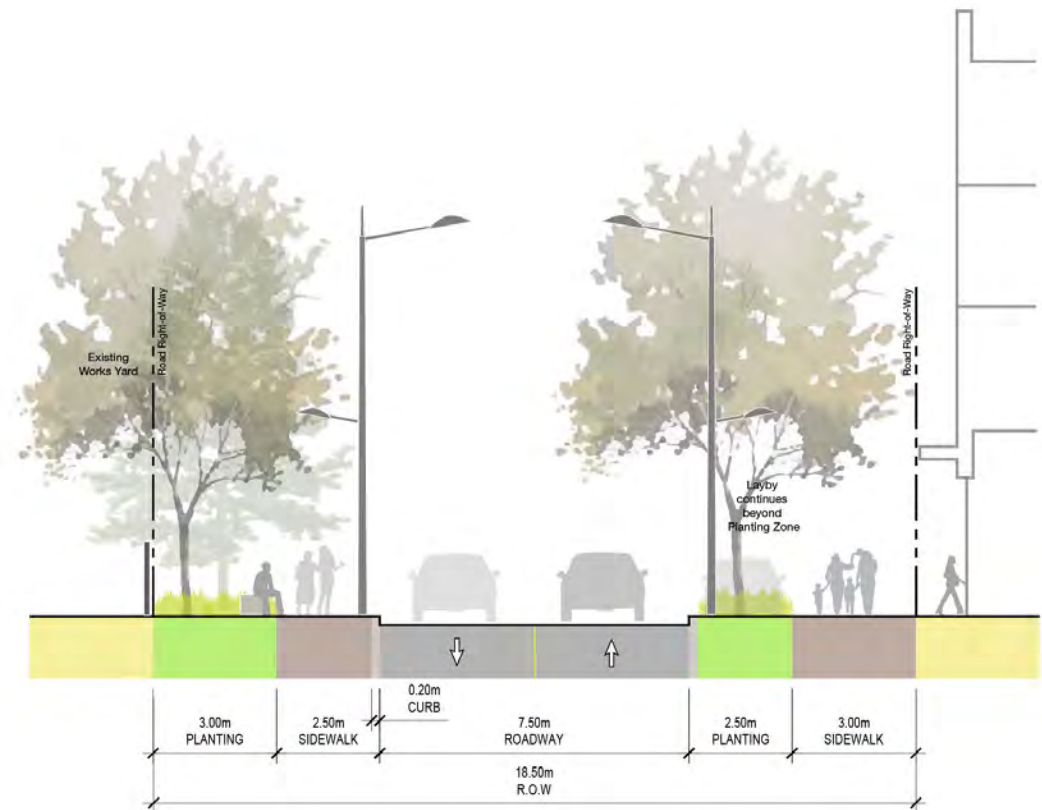 Existing
Works Yard
Road Right-of-Way
Road Right-of-Way
Layby
continues
beyond
Planting Zone
0.20m
CURB
3.00m
PLANTING
2.50m
SIDEWALK
7.50m
ROADWAY
2.50m
PLANTING
3.00m
SIDEWALK
18.50m
R.O.W